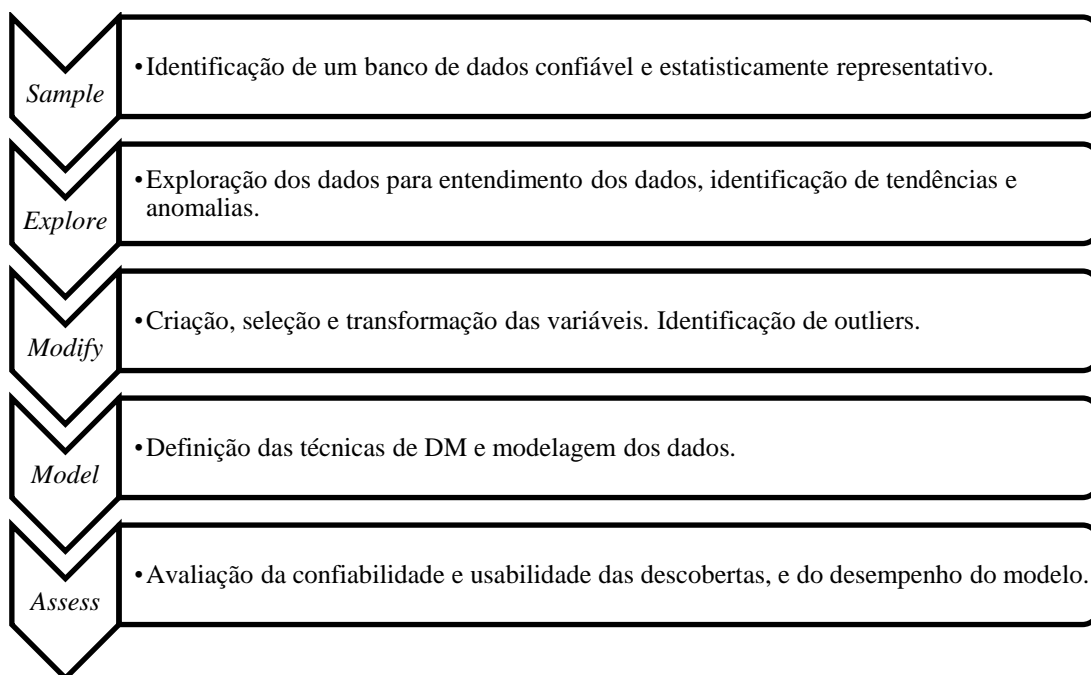 Sample
•Identificação de um banco de dados confiável e estatisticamente representativo.
Explore
•Exploração dos dados para entendimento dos dados, identificação de tendências e
anomalias.
Modify
•Criação, seleção e transformação das variáveis. Identificação de outliers.
Model
•Definição das técnicas de DM e modelagem dos dados.
Assess
•Avaliação da confiabilidade e usabilidade das descobertas, e do desempenho do modelo.